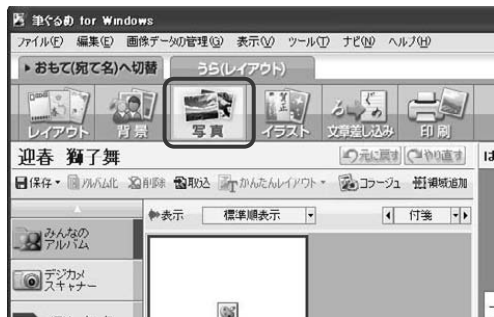 筆ぐるめ for Windows
ファイル(F) 編集(E) 画像データの管理(G) 表示(V) ツール(T) ナビ(N) ヘルプ(H)
おもて(宛て名)へ切替 うら(レイアウト)
レイアウト 背景 写真 イラスト 文章差し込み 印刷
迎春 獅子舞 元に戻す やり直す は
保存 アルバム化 削除 取込 かんたんレイアウト コラージュ 領域追加
表示 標準順表示 付箋
みんなの
アルバム
デジカメ
スキャナー